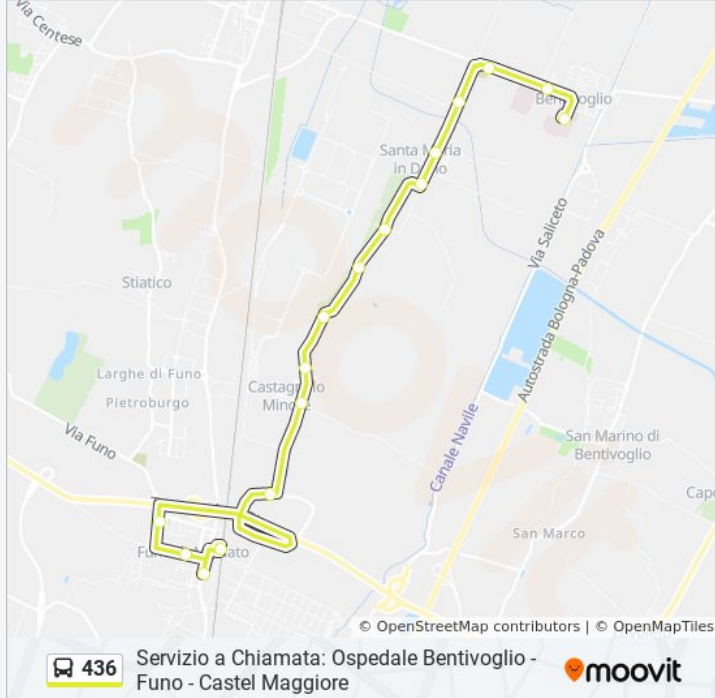 Via Centese
Bentivoglio
Santa Maria
in Duno
Via Saliceto
Autostrada Bologna-Padova
Stiatico
Larghe di Funo
Pietroburgo
Castagnolo
Minore
Via Funo
Canale Navile
San Marino di
Bentivoglio
San Marco
© OpenStreetMap contributors | © OpenMapTiles
436
Servizio a Chiamata: Ospedale Bentivoglio -
Funo - Castel Maggiore
moovit